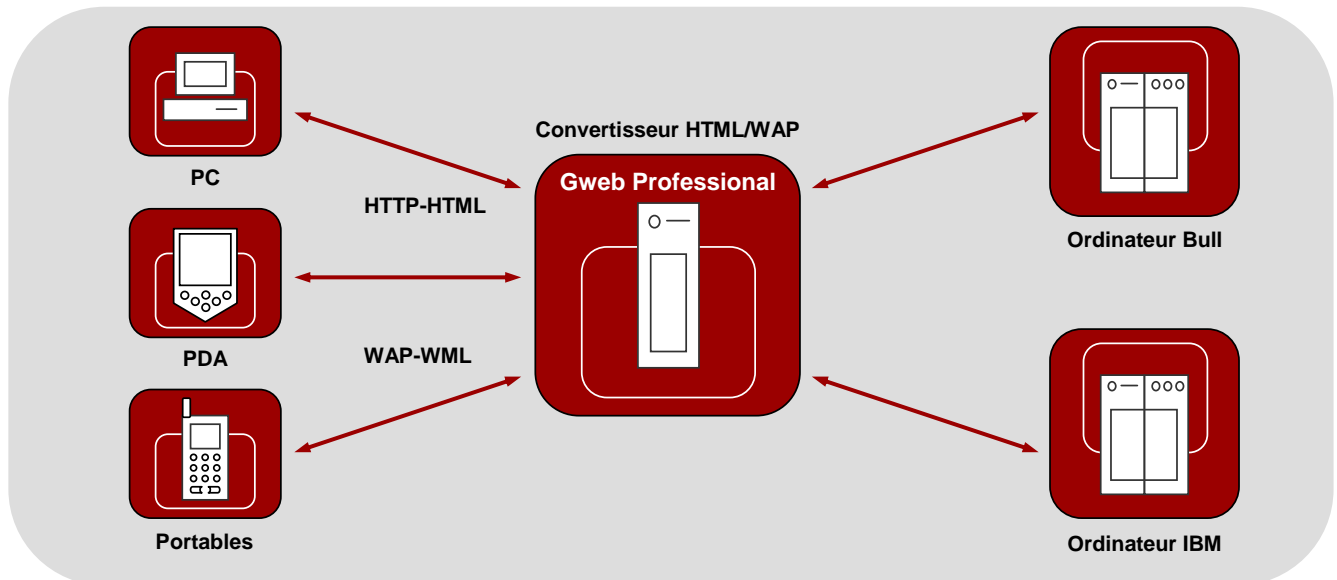 PC
HTTP-HTML
PDA
WAP-WML
Portables
Convertisseur HTML/WAP
Gweb Professional
Ordinateur Bull
Ordinateur IBM